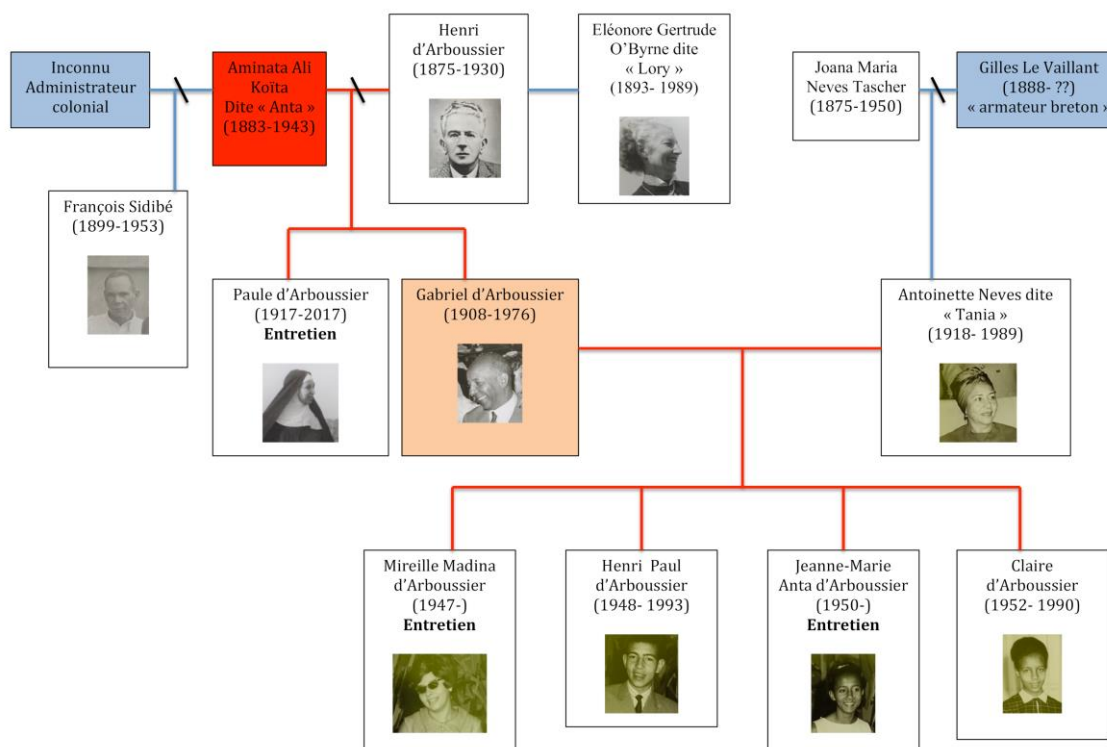 Inconnu
Administrateur
colonial
Aminata Ali
Koïta
Dite « Anta »
(1883-1943)
Henri
d'Arboussier
(1875-1930)
Eléonore Gertrude
O'Byrne dite
« Lory »
(1893- 1989)
Joana Maria
Neves Tascher
(1875-1950)
Gilles Le Vaillant
(1888- ??)
« armateur breton »
François Sidibé
(1899-1953)
Paule d'Arboussier
(1917-2017)
Entretien
Gabriel d'Arboussier
(1908-1976)
Antoinette Neves dite
« Tania »
(1918- 1989)
Mireille Madina
d'Arboussier
(1947-)
Entretien
Henri Paul
d'Arboussier
(1948- 1993)
Jeanne-Marie
Anta d'Arboussier
(1950-)
Entretien
Claire
d'Arboussier
(1952- 1990)